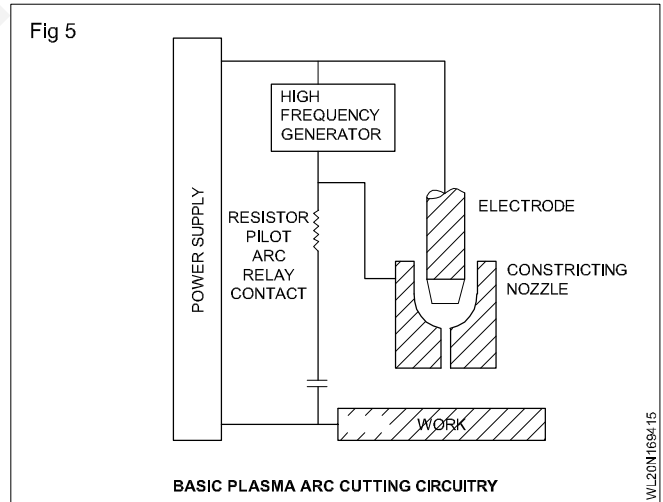 Fig 5
HIGH
FREQUENCY
GENERATOR
POWER SUPPLY
RESISTOR
PILOT
ARC
RELAY
CONTACT
ELECTRODE
CONSTRICTING
NOZZLE
WORK
BASIC PLASMA ARC CUTTING CIRCUITRY
WL20N169415